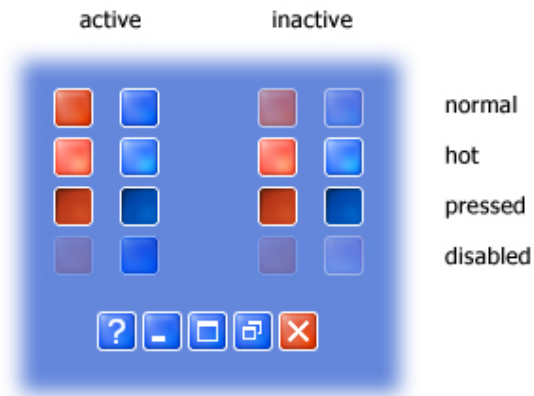 active inactive
normal
hot
pressed
disabled
?